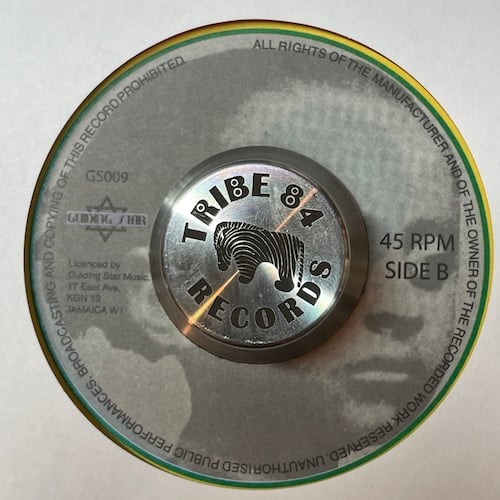 ALL RIGHTS OF THE MANUFACTURER AND OF THE OWNER OF THE RECORDED WORK RESERVED. UNAUTHORISED PUBLIC PERFORMANCES, BROADCASTING AND COPYING OF THIS RECORD PROHIBITED.
GS009
GUIDING STAR
Licenced by
Guiding Star Music.
17 East Ave,
KGN 13
JAMAICA W I
TRIBE 84
RECORDS
45 RPM
SIDE B